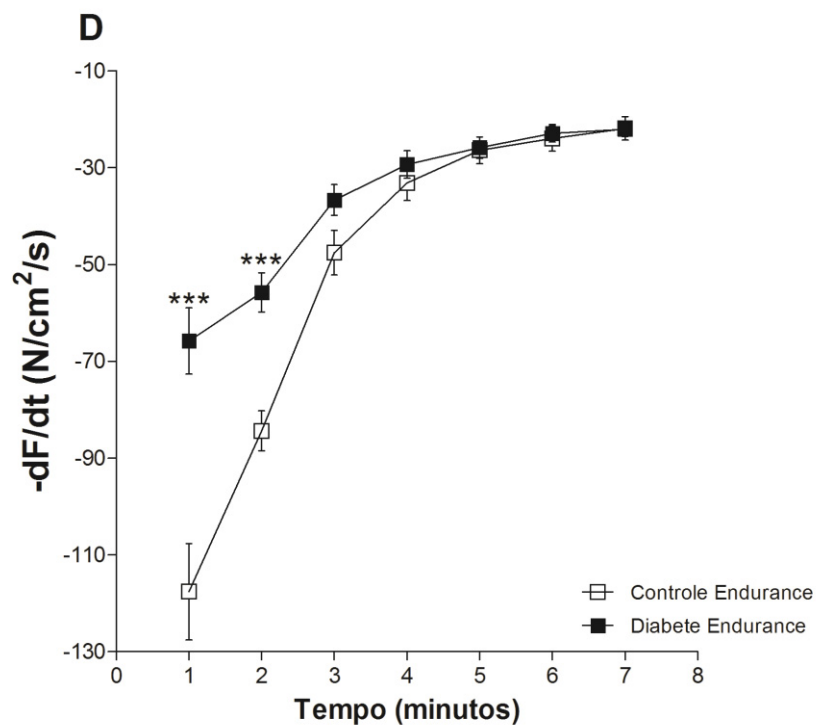 D
-dF/dt (N/cm²/s)
-10
-30
-50
-70
-90
-110
-130
***
***
Controle Endurance
Diabete Endurance
0 1 2 3 4 5 6 7 8
Tempo (minutos)